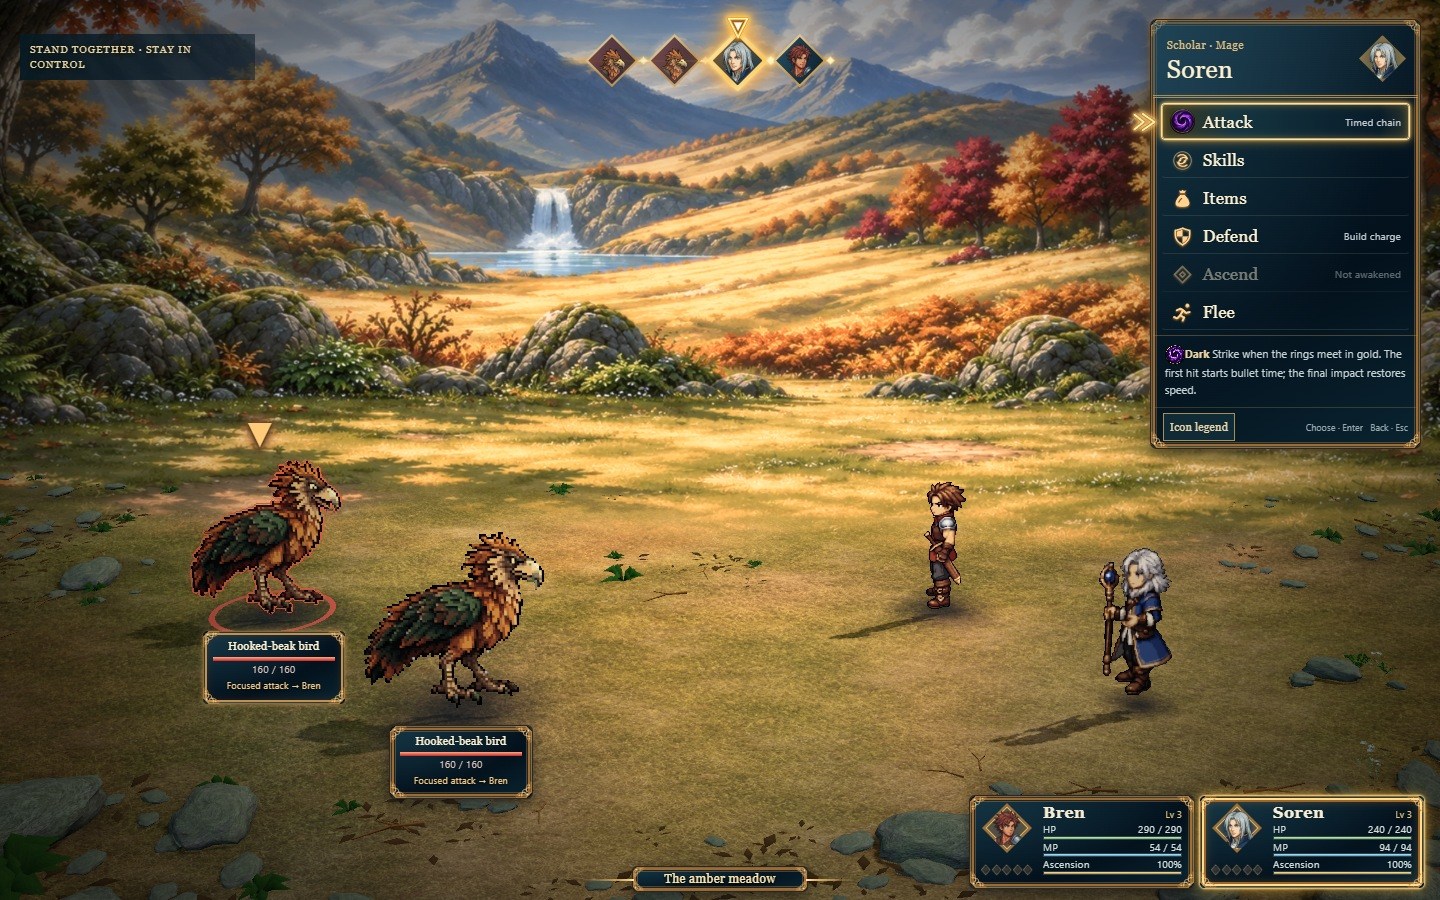 STAND TOGETHER · STAY IN
CONTROL
Scholar · Mage
Soren
Attack Timed chain
Skills
Items
Defend Build charge
Ascend Not awakened
Flee
Dark Strike when the rings meet in gold. The
first hit starts bullet time; the final impact restores
speed.
Icon legend Choose · Enter Back · Esc
Hooked-beak bird
160 / 160
Focused attack → Bren
Hooked-beak bird
160 / 160
Focused attack → Bren
Bren Lv 3
HP 290 / 290
MP 54 / 54
Ascension 100%
Soren Lv 3
HP 240 / 240
MP 94 / 94
Ascension 100%
The amber meadow